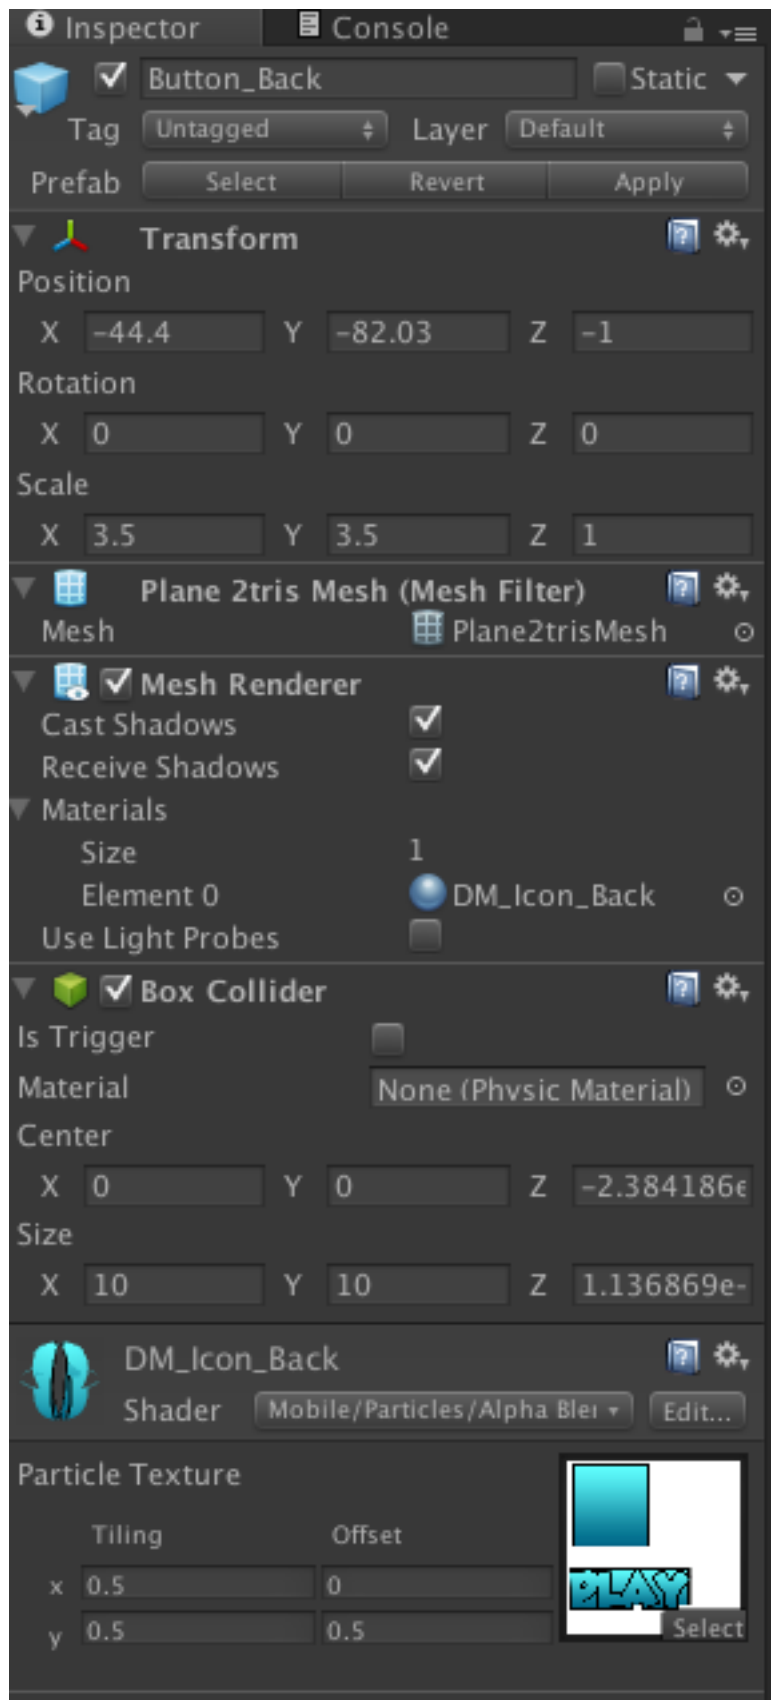 Inspector Console
Button_Back Static
Tag Untagged Layer Default
Prefab Select Revert Apply
Transform
Position
X -44.4 Y -82.03 Z -1
Rotation
X 0 Y 0 Z 0
Scale
X 3.5 Y 3.5 Z 1
Plane 2tris Mesh (Mesh Filter)
Mesh Plane2trisMesh
Mesh Renderer
Cast Shadows
Receive Shadows
Materials
Size 1
Element 0 DM_Icon_Back
Use Light Probes
Box Collider
Is Trigger
Material None (Physic Material)
Center
X 0 Y 0 Z -2.384186e
Size
X 10 Y 10 Z 1.136869e-
DM_Icon_Back
Shader Mobile/Particles/Alpha Ble Edit...
Particle Texture
Tiling Offset
x 0.5 0
PLAY
y 0.5 0.5 Select